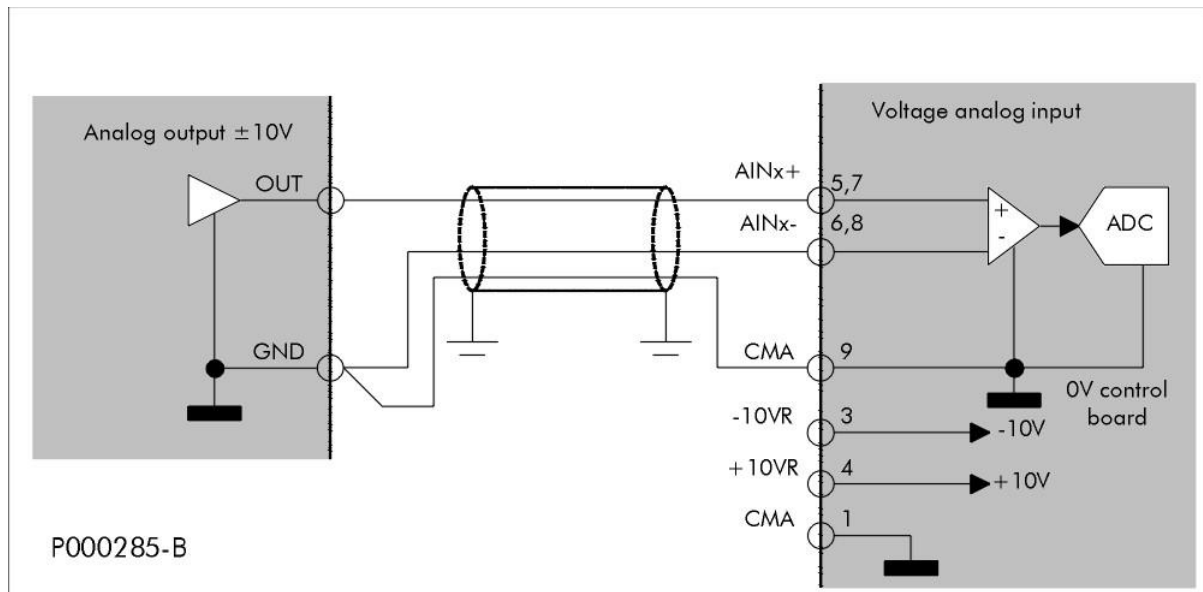 Analog output ±10V
Voltage analog input
OUT
AINx+
5,7
AINx-
6,8
+
-
ADC
GND
CMA
9
0V control
board
-10VR
3
-10V
+10VR
4
+10V
CMA
1
P000285-B